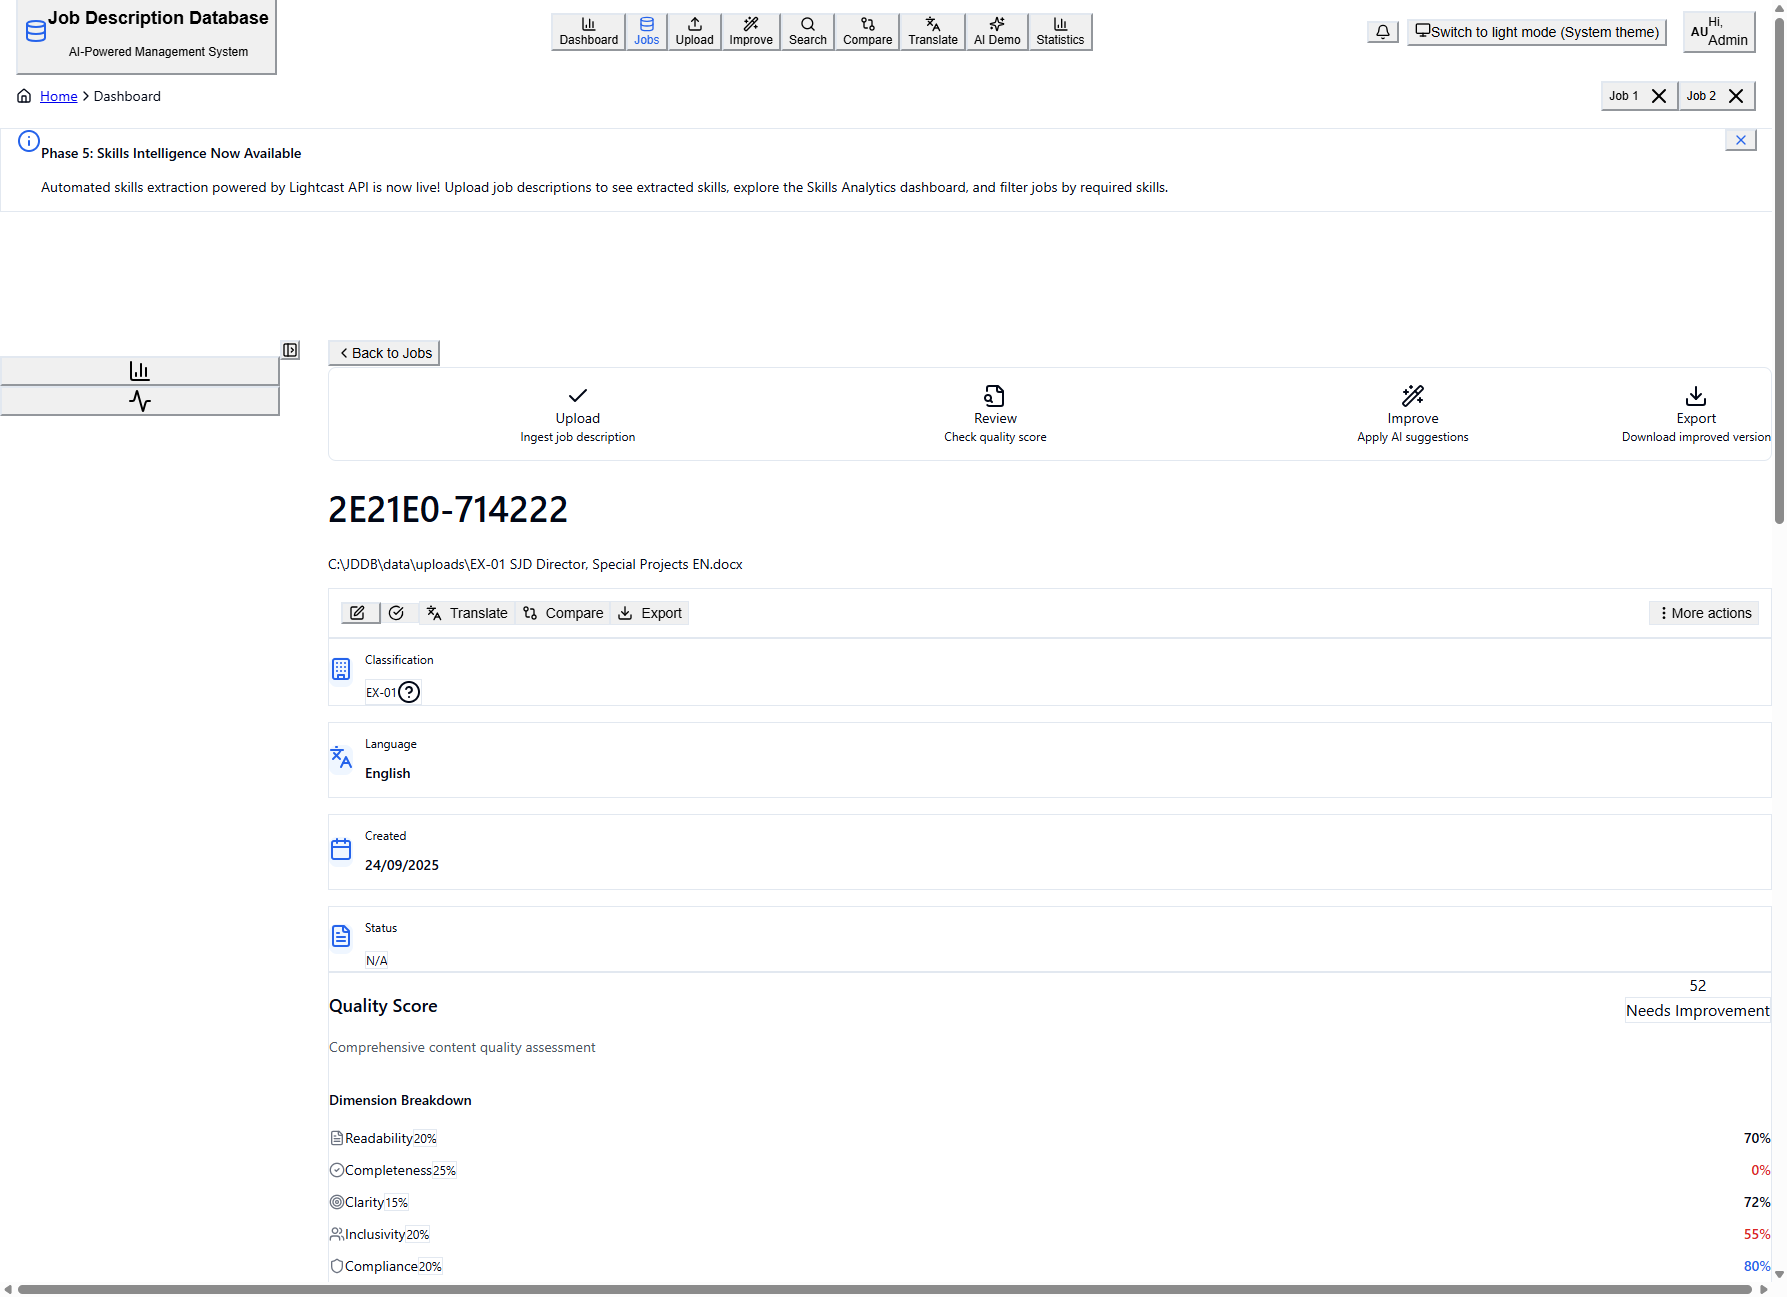 Job Description Database
AI-Powered Management System
Dashboard
Jobs
Upload
Improve
Search
Compare
Translate
AI Demo
Statistics
Switch to light mode (System theme)
AU
Hi,
Admin
Home
Dashboard
Job 1
Job 2
Phase 5: Skills Intelligence Now Available
Automated skills extraction powered by Lightcast API is now live! Upload job descriptions to see extracted skills, explore the Skills Analytics dashboard, and filter jobs by required skills.
Back to Jobs
Upload
Ingest job description
Review
Check quality score
Improve
Apply AI suggestions
Export
Download improved version
2E21E0-714222
C:\JDDB\data\uploads\EX-01 SJD Director, Special Projects EN.docx
Translate
Compare
Export
More actions
Classification
EX-01
Language
English
Created
24/09/2025
Status
N/A
Quality Score
52
Needs Improvement
Comprehensive content quality assessment
Dimension Breakdown
Readability 20% 70%
Completeness 25% 0%
Clarity 15% 72%
Inclusivity 20% 55%
Compliance 20% 80%